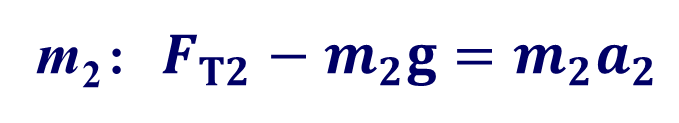 m₂: F_T2 − m₂g = m₂a₂